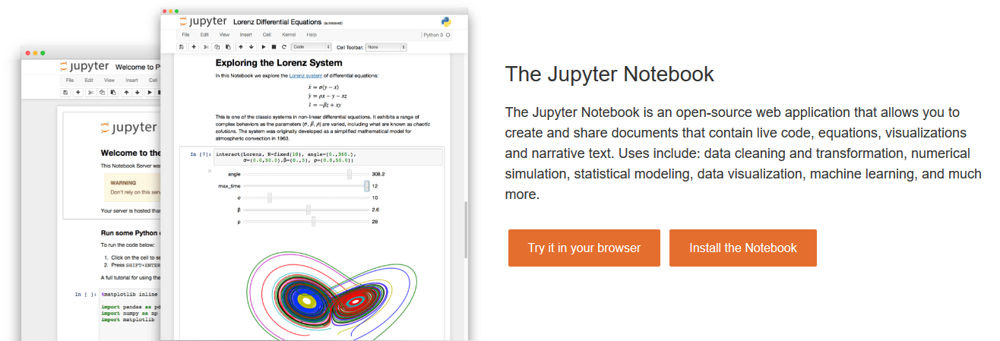 jupyter Welcome to P
File Edit View Insert Cell
jupyter
Welcome to the
This Notebook Server was
WARNING
Don't rely on this serv
Your server is hosted than
Run some Python
To run the code below:
1. Click on the cell to se
2. Press SHIFT+ENTER
A full tutorial for using the
In [ ]: %matplotlib inline
import pandas as pd
import numpy as np
import matplotlib
jupyter Lorenz Differential Equations (autosaved)
File Edit View Insert Cell Kernel Help Python 3
Code Cell Toolbar: None
Exploring the Lorenz System
In this Notebook we explore the Lorenz system of differential equations:
ẋ = σ(y − x)
ẏ = ρx − y − xz
ż = −βz + xy
This is one of the classic systems in non-linear differential equations. It exhibits a range of
complex behaviors as the parameters (σ, β, ρ) are varied, including what are known as chaotic
solutions. The system was originally developed as a simplified mathematical model for
atmospheric convection in 1963.
In [7]: interact(Lorenz, N=fixed(10), angle=(0.,360.),
σ=(0.0,50.0),β=(0.,5), ρ=(0.0,50.0))
×
angle 308.2
max_time 12
σ 10
β 2.6
ρ 28
The Jupyter Notebook
The Jupyter Notebook is an open-source web application that allows you to
create and share documents that contain live code, equations, visualizations
and narrative text. Uses include: data cleaning and transformation, numerical
simulation, statistical modeling, data visualization, machine learning, and much
more.
Try it in your browser Install the Notebook